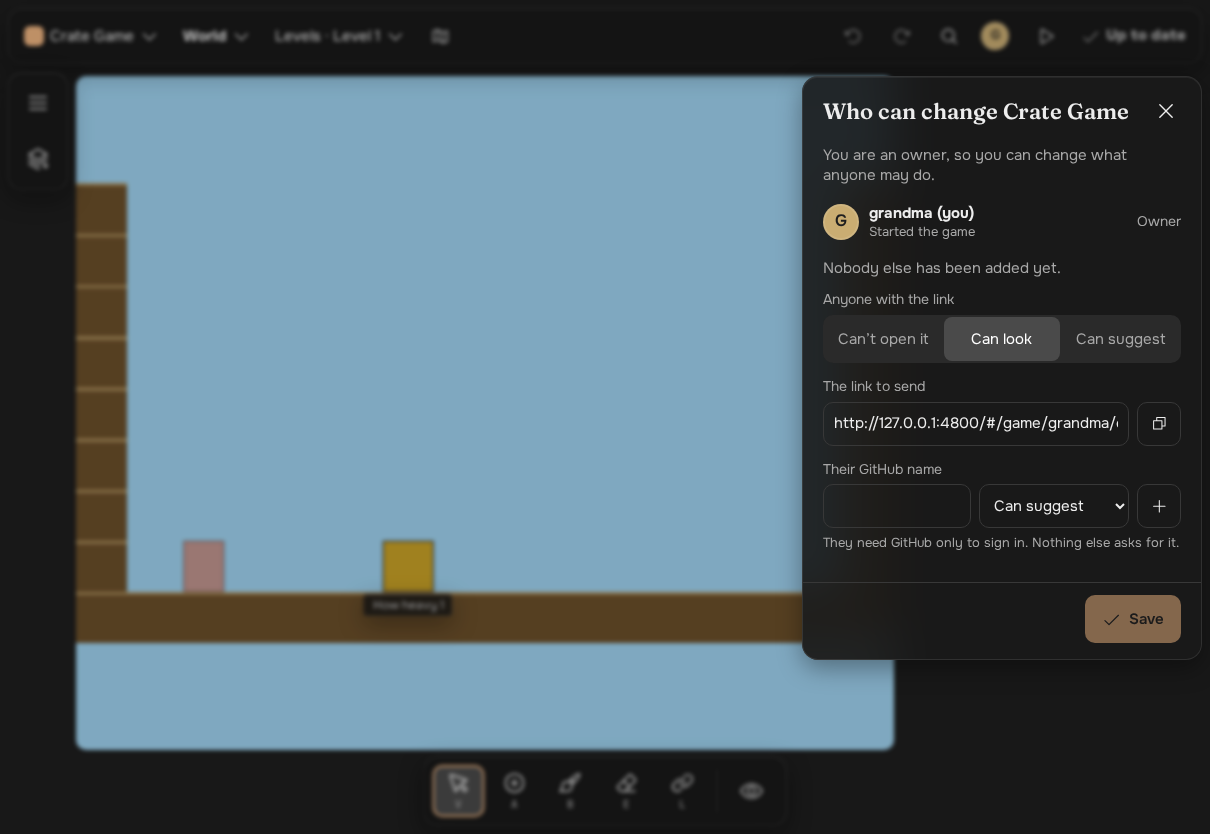 Crate Game
World
Levels · Level 1
Up to date
Who can change Crate Game
You are an owner, so you can change what
anyone may do.
G
grandma (you)
Started the game
Owner
Nobody else has been added yet.
Anyone with the link
Can't open it
Can look
Can suggest
The link to send
http://127.0.0.1:4800/#/game/grandma/
Their GitHub name
Can suggest
They need GitHub only to sign in. Nothing else asks for it.
How heavy 1
Save
B
E
L